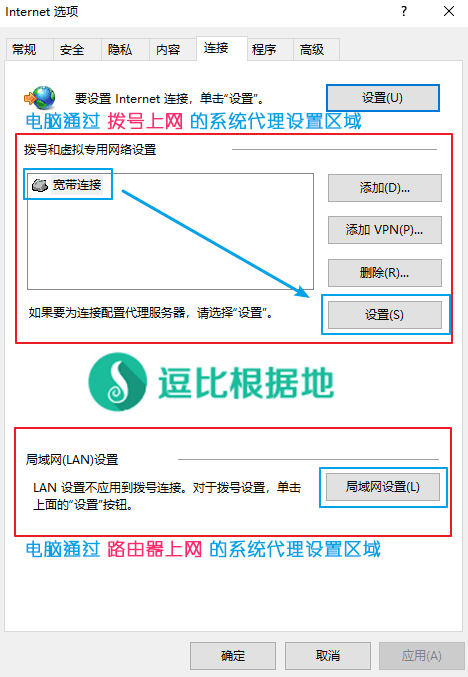 Internet 选项
?
常规 安全 隐私 内容 连接 程序 高级
要设置 Internet 连接，单击“设置”。
设置(U)
电脑通过 拨号上网 的系统代理设置区域
拨号和虚拟专用网络设置
宽带连接
添加(D)...
添加 VPN(P)...
删除(R)...
如果要为连接配置代理服务器，请选择“设置”。
设置(S)
逗比根据地
局域网(LAN)设置
LAN 设置不应用到拨号连接。对于拨号设置，单击
上面的“设置”按钮。
局域网设置(L)
电脑通过 路由器上网 的系统代理设置区域
确定 取消 应用(A)